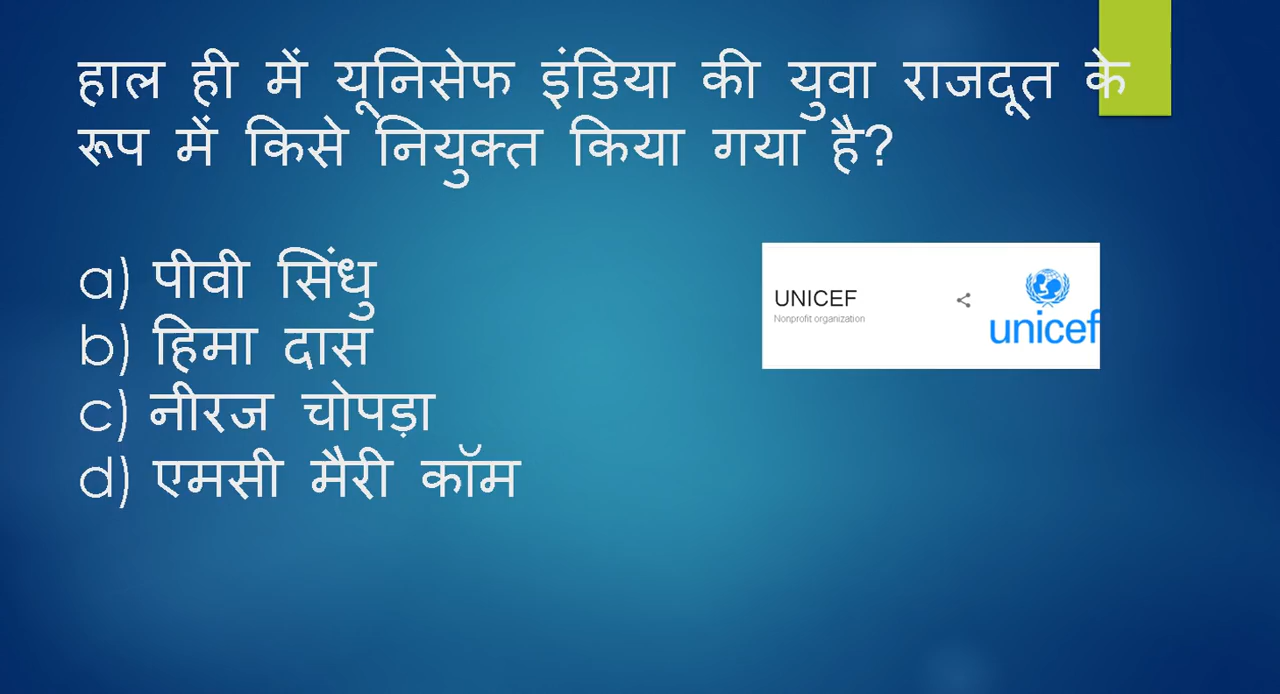 हाल ही में यूनिसेफ इंडिया की युवा राजदूत के
रूप में किसे नियुक्त किया गया है?
a) पीवी सिंधु
b) हिमा दास
c) नीरज चोपड़ा
d) एमसी मैरी कॉम
UNICEF
Nonprofit organization
unicef